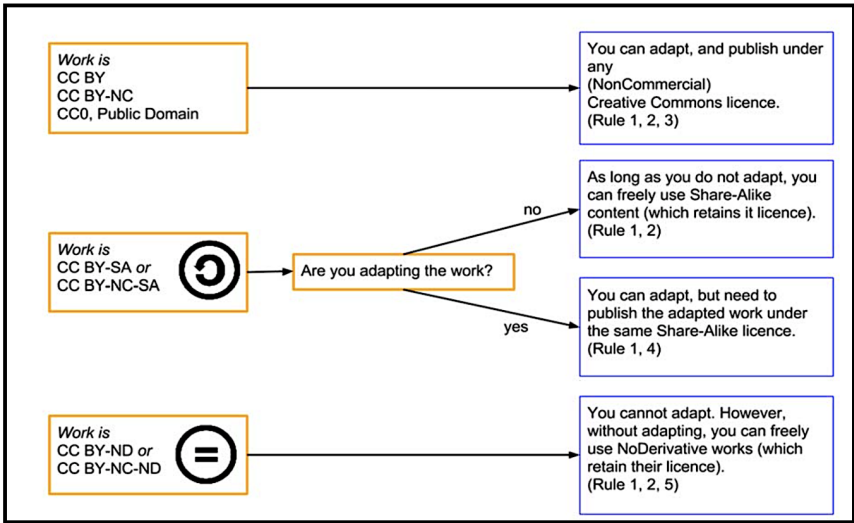 Work is
CC BY
CC BY-NC
CC0, Public Domain
You can adapt, and publish under
any
(NonCommercial)
Creative Commons licence.
(Rule 1, 2, 3)
Work is
CC BY-SA or
CC BY-NC-SA
Are you adapting the work?
no
As long as you do not adapt, you
can freely use Share-Alike
content (which retains it licence).
(Rule 1, 2)
yes
You can adapt, but need to
publish the adapted work under
the same Share-Alike licence.
(Rule 1, 4)
Work is
CC BY-ND or
CC BY-NC-ND
You cannot adapt. However,
without adapting, you can freely
use NoDerivative works (which
retain their licence).
(Rule 1, 2, 5)